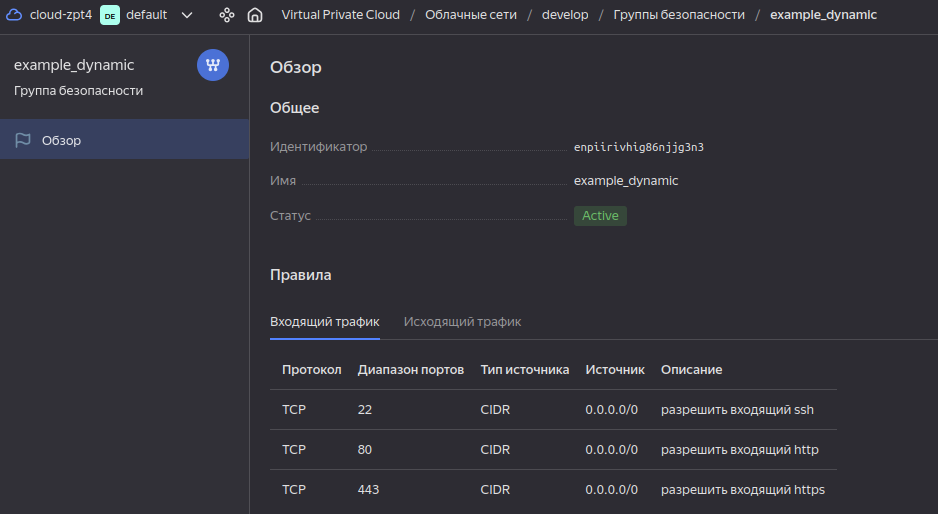 cloud-zpt4 DE default Virtual Private Cloud / Облачные сети / develop / Группы безопасности / example_dynamic
example_dynamic
Группа безопасности
Обзор
Обзор
Общее
Идентификатор enpiirivhig86njjg3n3
Имя example_dynamic
Статус Active
Правила
Входящий трафик Исходящий трафик
Протокол Диапазон портов Тип источника Источник Описание
TCP 22 CIDR 0.0.0.0/0 разрешить входящий ssh
TCP 80 CIDR 0.0.0.0/0 разрешить входящий http
TCP 443 CIDR 0.0.0.0/0 разрешить входящий https